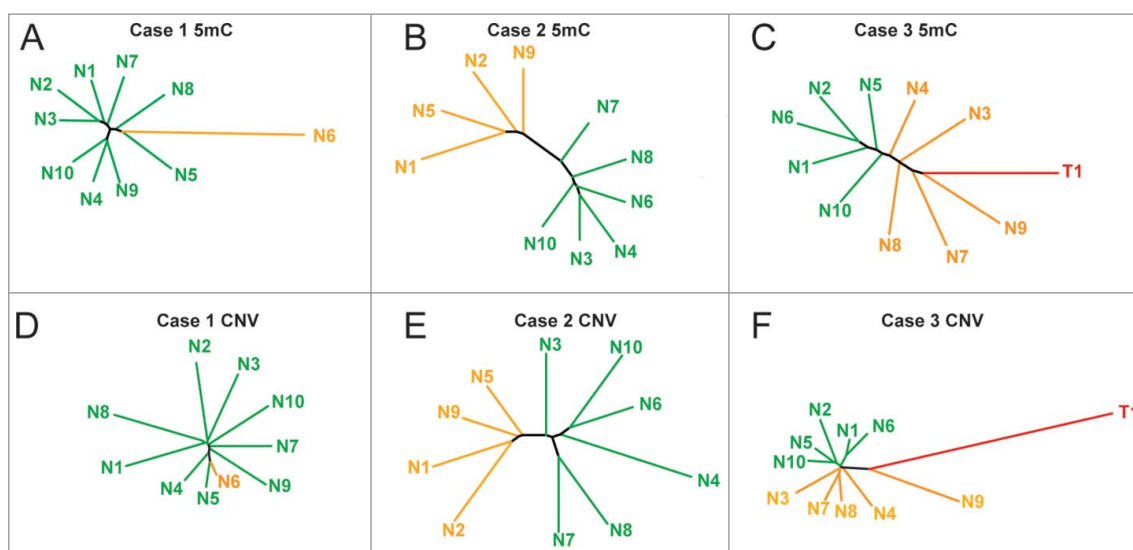 A
Case 1 5mC
N7
N1
N2
N8
N3
N6
N10
N5
N4
N9
B
Case 2 5mC
N9
N2
N5
N7
N1
N8
N6
N10
N3
N4
C
Case 3 5mC
N2
N5
N4
N6
N3
N1
T1
N10
N9
N8
N7
D
Case 1 CNV
N2
N3
N8
N10
N7
N1
N4
N6
N5
N9
E
Case 2 CNV
N3
N10
N5
N9
N6
N1
N4
N2
N7
N8
F
Case 3 CNV
T1
N2
N1
N6
N5
N10
N3
N9
N7
N8
N4